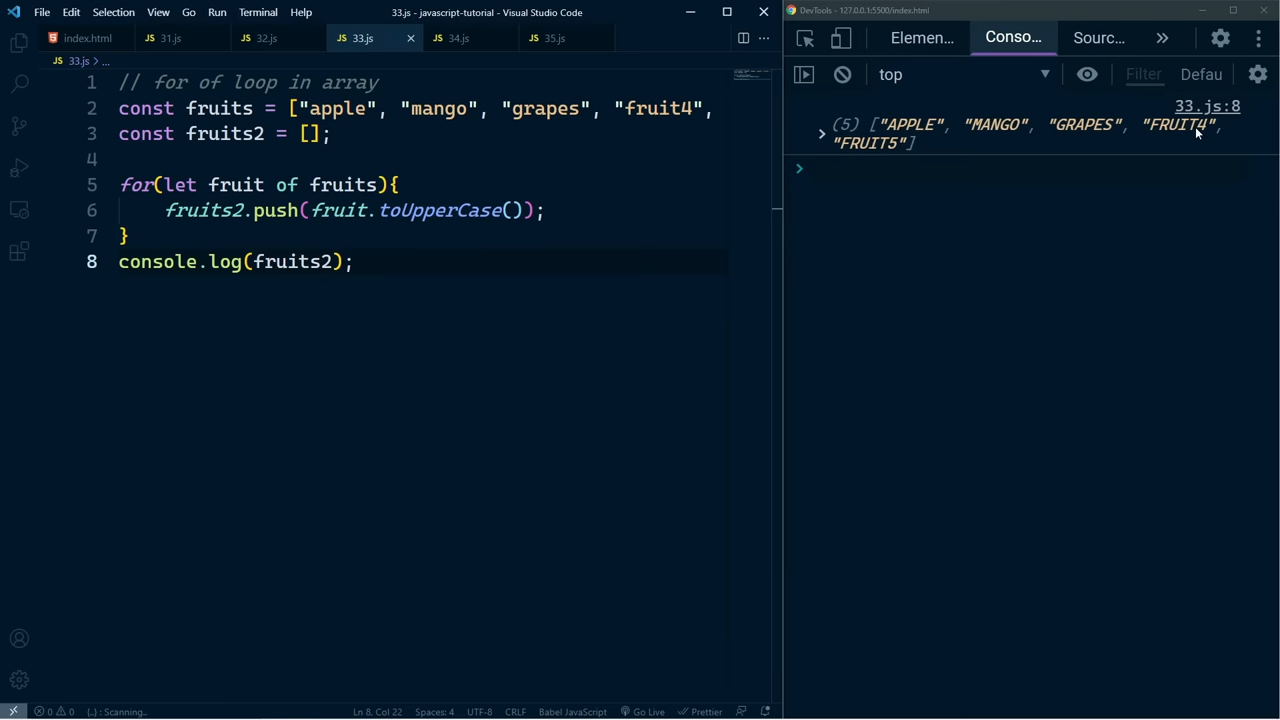 File Edit Selection View Go Run Terminal Help 33.js - javascript-tutorial - Visual Studio Code
index.html JS 31.js JS 32.js JS 33.js JS 34.js JS 35.js
JS 33.js > ...
1 // for of loop in array
2 const fruits = ["apple", "mango", "grapes", "fruit4",
3 const fruits2 = [];
4
5 for(let fruit of fruits){
6 fruits2.push(fruit.toUpperCase());
7 }
8 console.log(fruits2);
0 0 {..} : Scanning.. Ln 8, Col 22 Spaces: 4 UTF-8 CRLF Babel JavaScript Go Live Prettier
DevTools - 127.0.0.1:5500/index.html
Elemen... Conso... Sourc... »
top Filter Defau
33.js:8
(5) ["APPLE", "MANGO", "GRAPES", "FRUIT4",
"FRUIT5"]